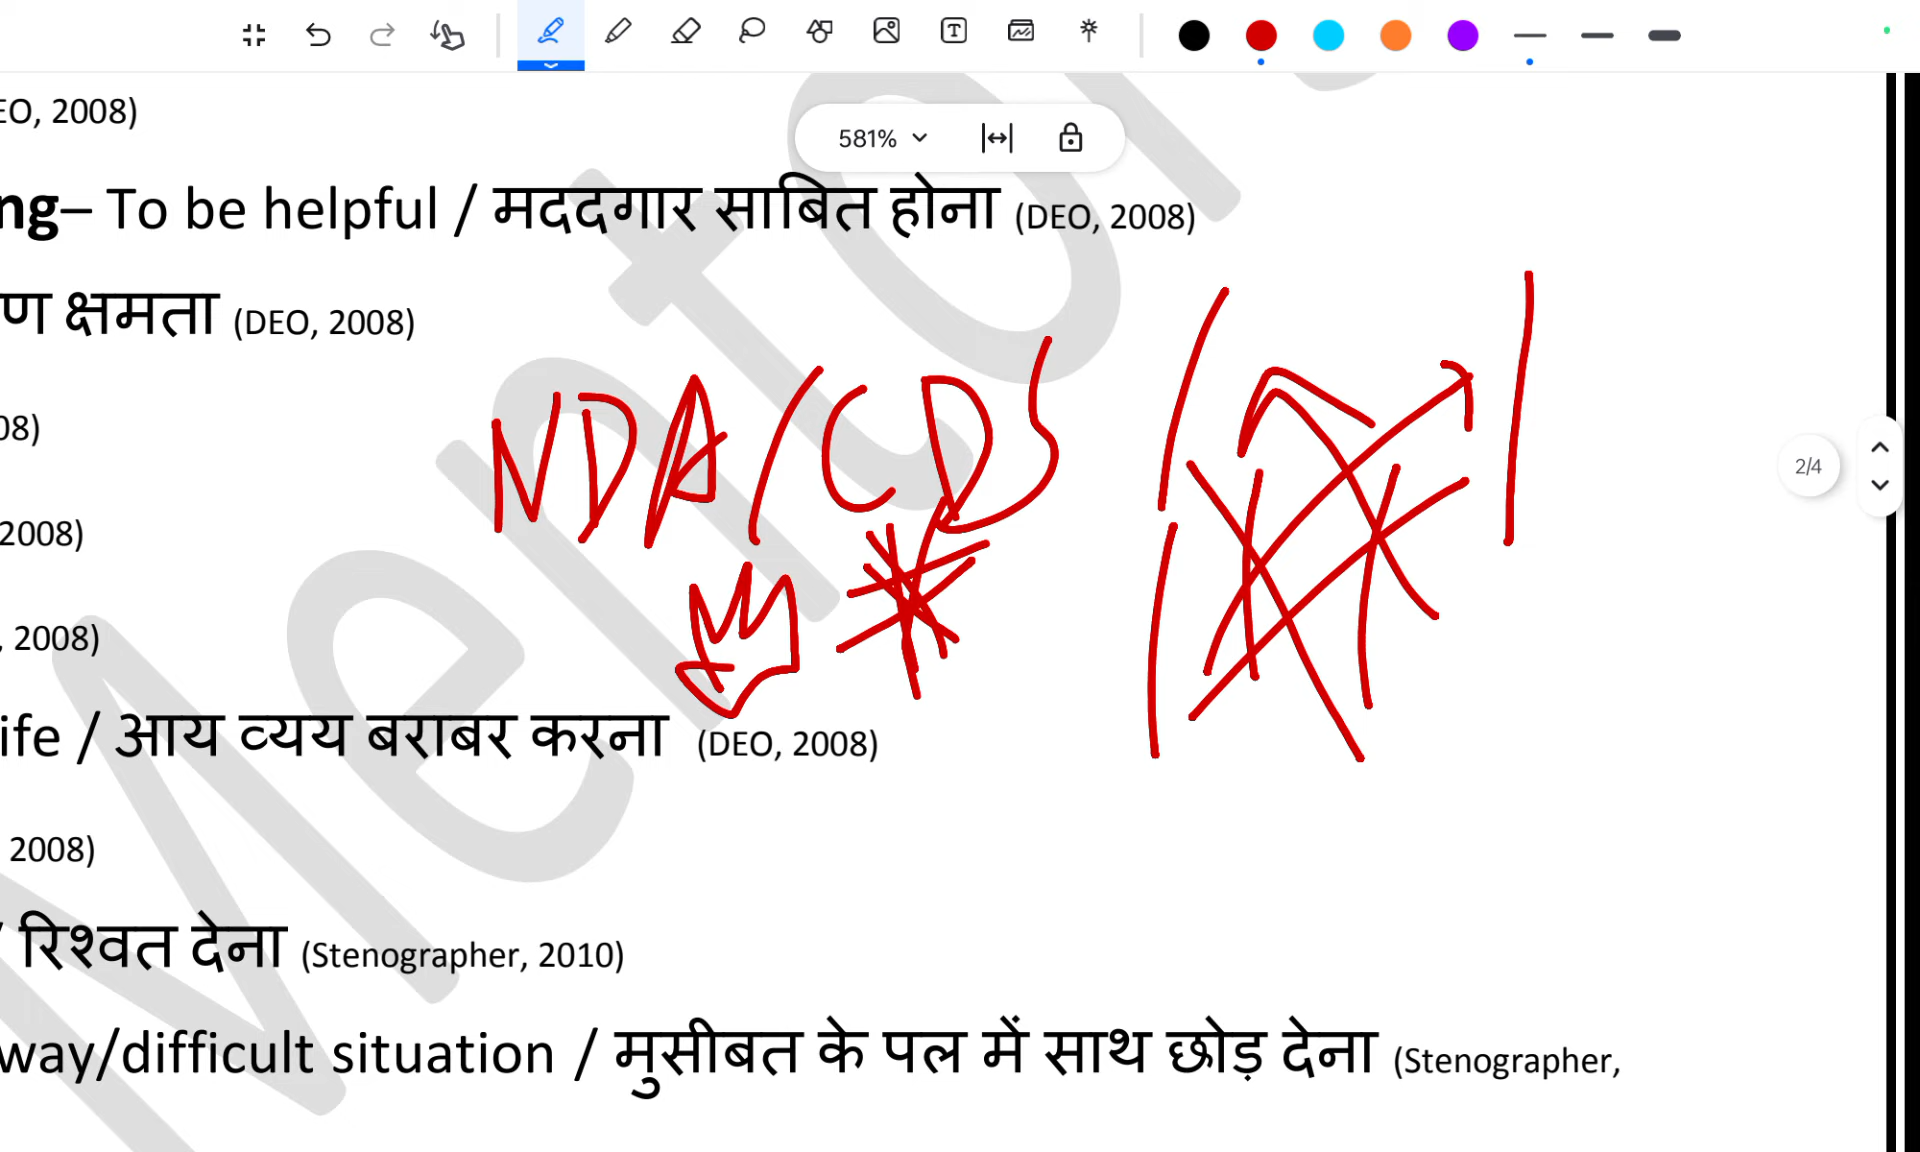 581%
EO, 2008)
ng– To be helpful / मददगार साबित होना (DEO, 2008)
ण क्षमता (DEO, 2008)
NDA/CDS
08)
2/4
2008)
, 2008)
ife / आय व्यय बराबर करना (DEO, 2008)
2008)
/ रिश्वत देना (Stenographer, 2010)
way/difficult situation / मुसीबत के पल में साथ छोड़ देना (Stenographer,
Mentor